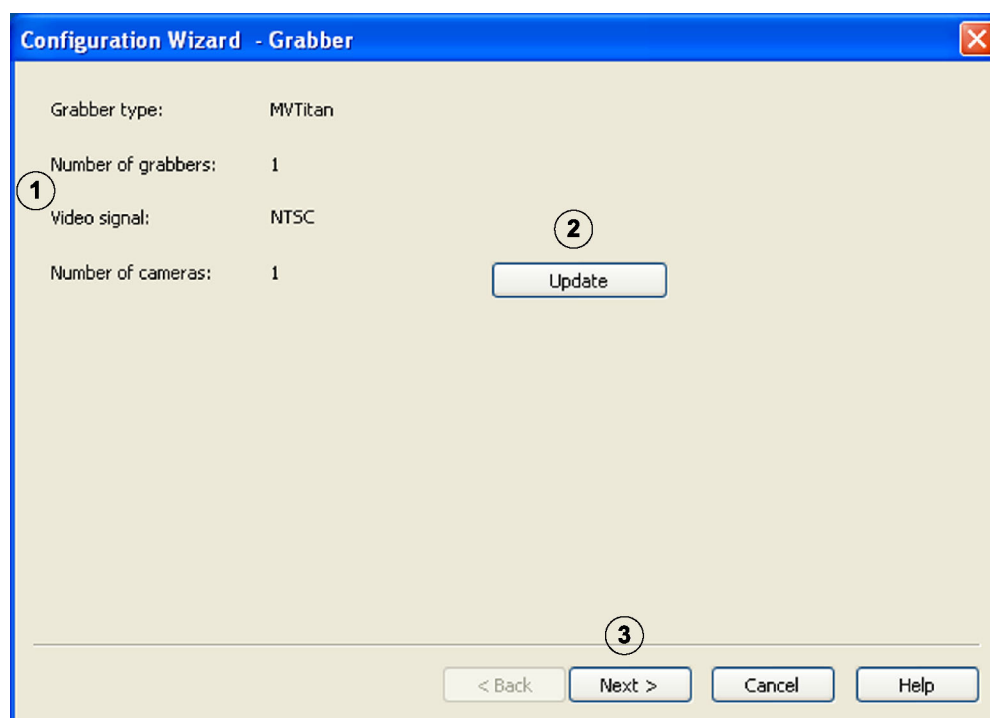 Configuration Wizard - Grabber
Grabber type: MVTitan
Number of grabbers: 1
1
Video signal: NTSC
2
Number of cameras: 1 Update
3
< Back Next > Cancel Help